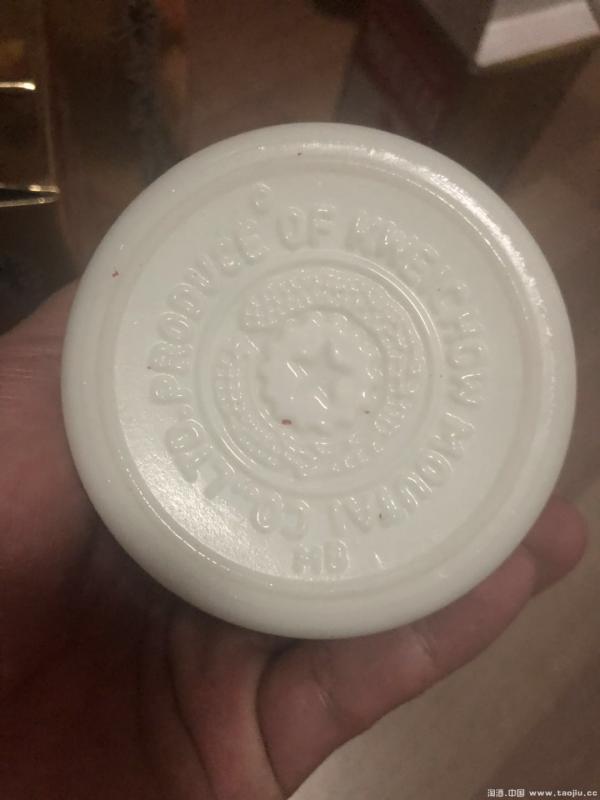 PRODUCE OF KWEICHOW MOUTAI CO.,LTD.
HB
淘酒.中国 www.taojiu.cc